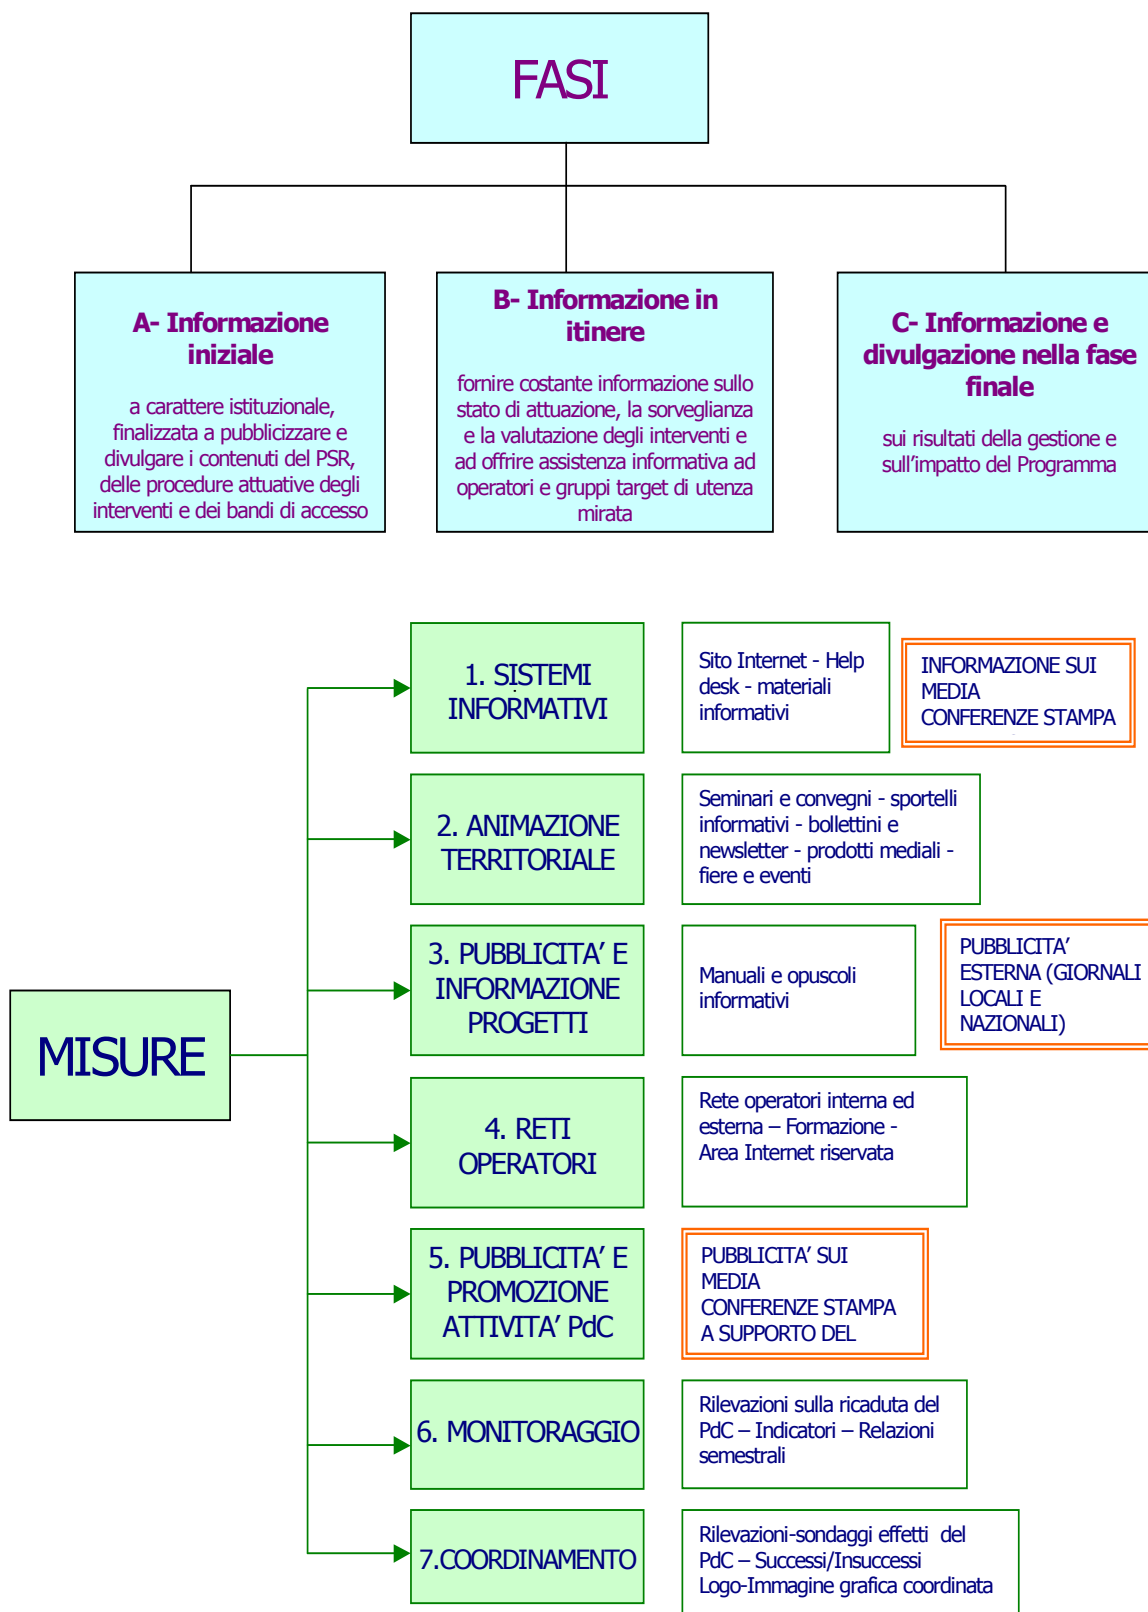 FASI
A- Informazione
iniziale
a carattere istituzionale,
finalizzata a pubblicizzare e
divulgare i contenuti del PSR,
delle procedure attuative degli
interventi e dei bandi di accesso
B- Informazione in
itinere
fornire costante informazione sullo
stato di attuazione, la sorveglianza
e la valutazione degli interventi e
ad offrire assistenza informativa ad
operatori e gruppi target di utenza
mirata
C- Informazione e
divulgazione nella fase
finale
sui risultati della gestione e
sull’impatto del Programma
MISURE
1. SISTEMI
INFORMATIVI
Sito Internet - Help
desk - materiali
informativi
INFORMAZIONE SUI
MEDIA
CONFERENZE STAMPA
2. ANIMAZIONE
TERRITORIALE
Seminari e convegni - sportelli
informativi - bollettini e
newsletter - prodotti mediali -
fiere e eventi
3. PUBBLICITA’ E
INFORMAZIONE
PROGETTI
Manuali e opuscoli
informativi
PUBBLICITA’
ESTERNA (GIORNALI
LOCALI E
NAZIONALI)
4. RETI
OPERATORI
Rete operatori interna ed
esterna – Formazione -
Area Internet riservata
5. PUBBLICITA’ E
PROMOZIONE
ATTIVITA’ PdC
PUBBLICITA’ SUI
MEDIA
CONFERENZE STAMPA
A SUPPORTO DEL
6. MONITORAGGIO
Rilevazioni sulla ricaduta del
PdC – Indicatori – Relazioni
semestrali
7.COORDINAMENTO
Rilevazioni-sondaggi effetti  del
PdC – Successi/Insuccessi
Logo-Immagine grafica coordinata